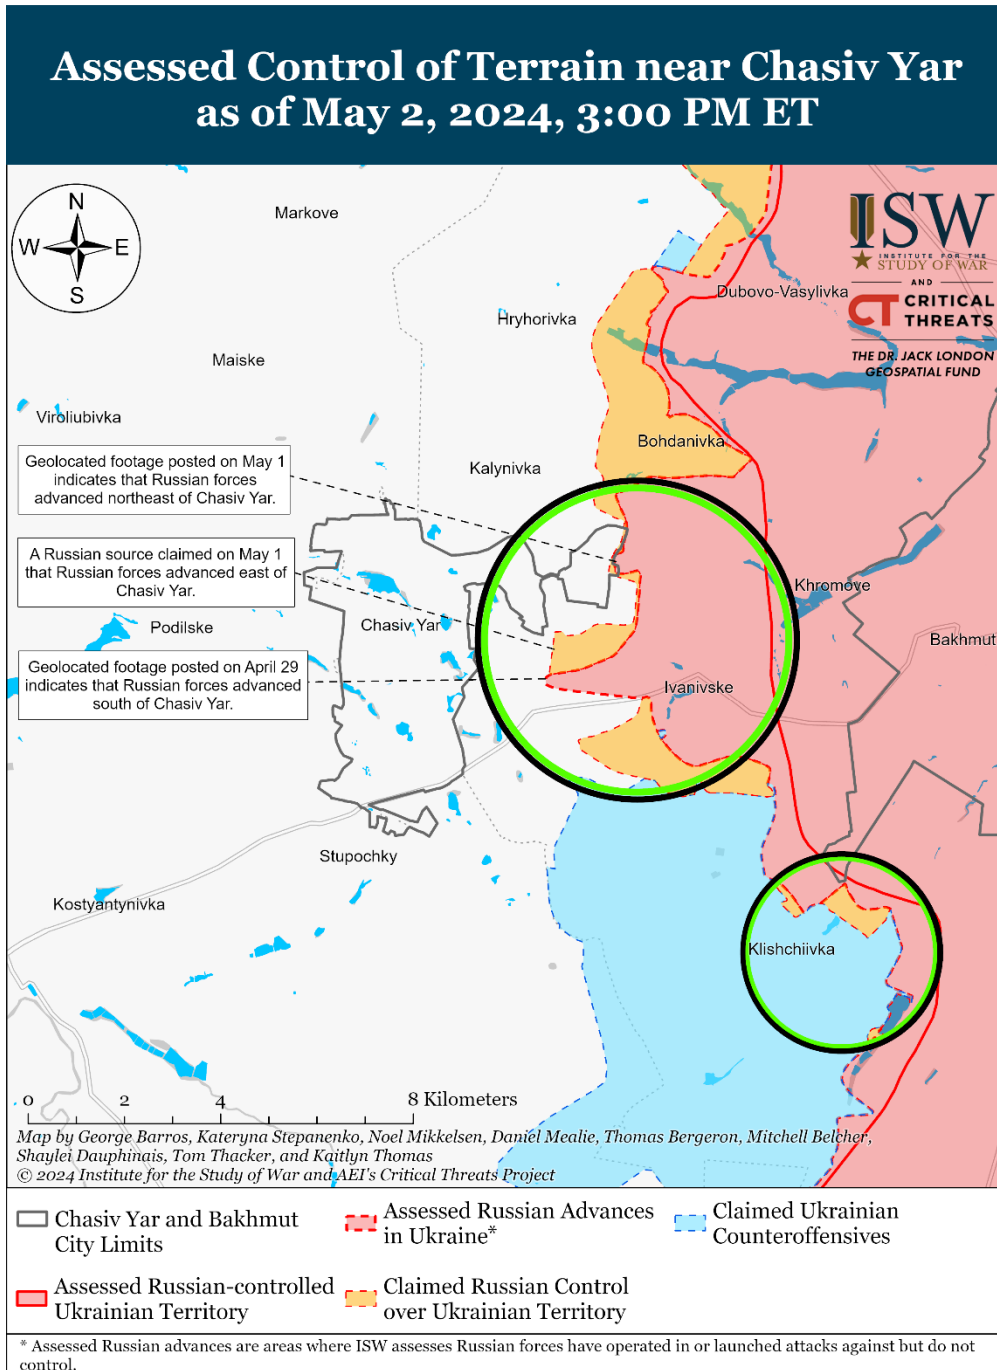 Assessed Control of Terrain near Chasiv Yar
as of May 2, 2024, 3:00 PM ET
N
W
E
S
Markove
ISW
INSTITUTE FOR THE
STUDY OF WAR
AND
CT CRITICAL
THREATS
THE DR. JACK LONDON
GEOSPATIAL FUND
Dubovo-Vasylivka
Hryhorivka
Maiske
Viroliubivka
Bohdanivka
Kalynivka
Geolocated footage posted on May 1
indicates that Russian forces
advanced northeast of Chasiv Yar.
A Russian source claimed on May 1
that Russian forces advanced east of
Chasiv Yar.
Khromove
Podilske
Chasiv Yar
Bakhmut
Geolocated footage posted on April 29
indicates that Russian forces advanced
south of Chasiv Yar.
Ivanivske
Stupochky
Kostyantynivka
Klishchiivka
0 2 4 8 Kilometers
Map by George Barros, Kateryna Stepanenko, Noel Mikkelsen, Daniel Mealie, Thomas Bergeron, Mitchell Belcher,
Shaylei Dauphinais, Tom Thacker, and Kaitlyn Thomas
© 2024 Institute for the Study of War and AEI's Critical Threats Project
Chasiv Yar and Bakhmut
City Limits
Assessed Russian Advances
in Ukraine*
Claimed Ukrainian
Counteroffensives
Assessed Russian-controlled
Ukrainian Territory
Claimed Russian Control
over Ukrainian Territory
* Assessed Russian advances are areas where ISW assesses Russian forces have operated in or launched attacks against but do not
control.